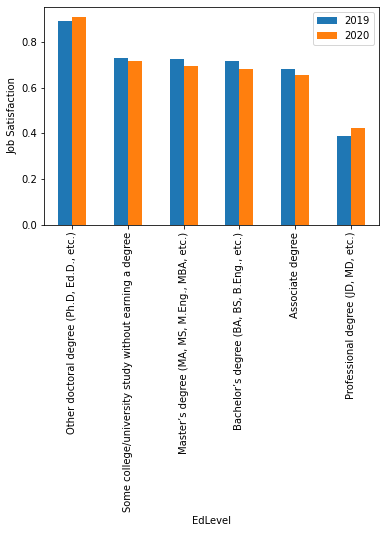 2019
2020
0.8
0.6
0.4
0.2
0.0
Job Satisfaction
Other doctoral degree (Ph.D, Ed.D., etc.)
Some college/university study without earning a degree
Master’s degree (MA, MS, M.Eng., MBA, etc.)
Bachelor’s degree (BA, BS, B.Eng., etc.)
Associate degree
Professional degree (JD, MD, etc.)
EdLevel